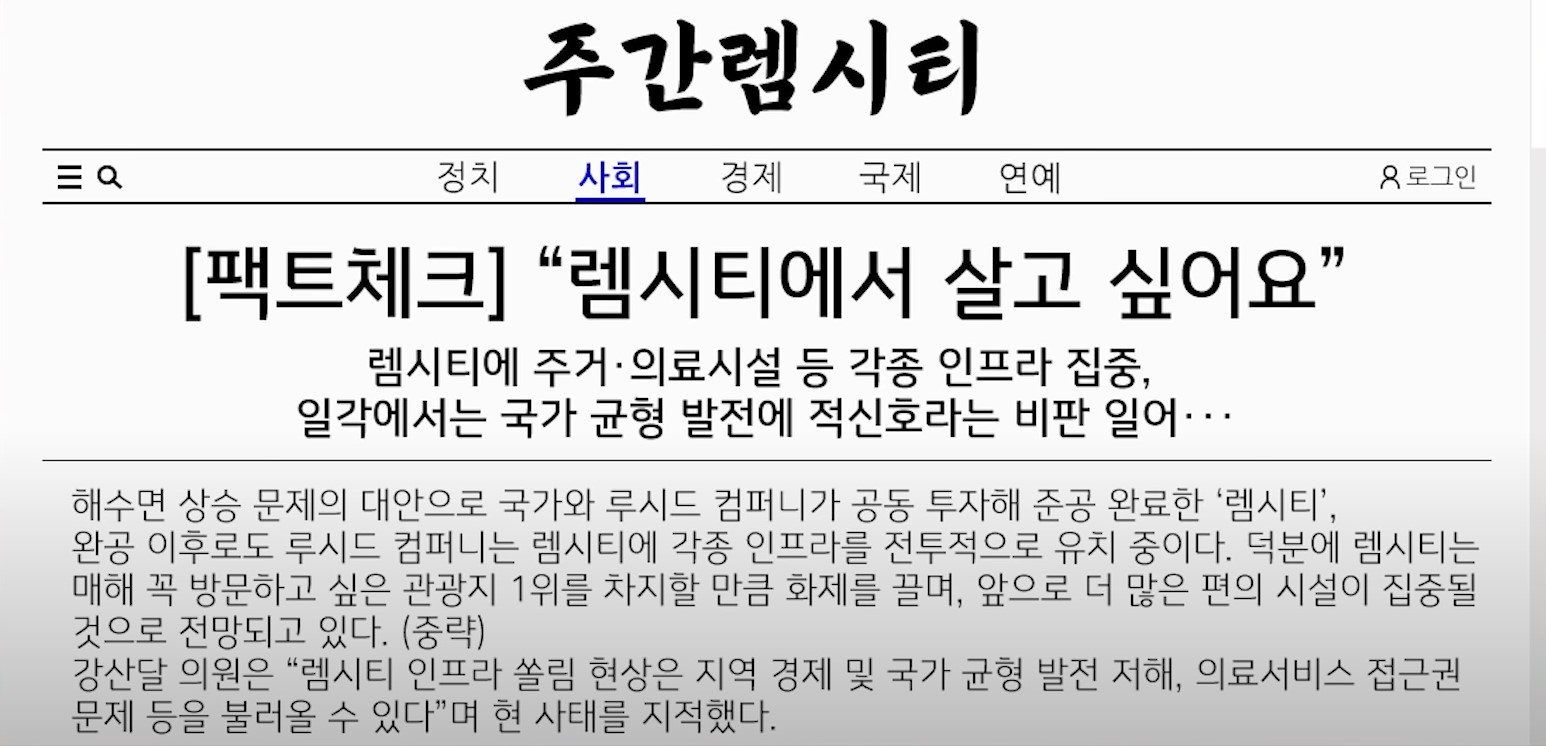 주간렘시티
정치 사회 경제 국제 연예 로그인
[팩트체크] “렘시티에서 살고 싶어요”
렘시티에 주거·의료시설 등 각종 인프라 집중,
일각에서는 국가 균형 발전에 적신호라는 비판 일어···
해수면 상승 문제의 대안으로 국가와 루시드 컴퍼니가 공동 투자해 준공 완료한 ‘렘시티’,
완공 이후로도 루시드 컴퍼니는 렘시티에 각종 인프라를 전투적으로 유치 중이다. 덕분에 렘시티는
매해 꼭 방문하고 싶은 관광지 1위를 차지할 만큼 화제를 끌며, 앞으로 더 많은 편의 시설이 집중될
것으로 전망되고 있다. (중략)
강산달 의원은 “렘시티 인프라 쏠림 현상은 지역 경제 및 국가 균형 발전 저해, 의료서비스 접근권
문제 등을 불러올 수 있다”며 현 사태를 지적했다.